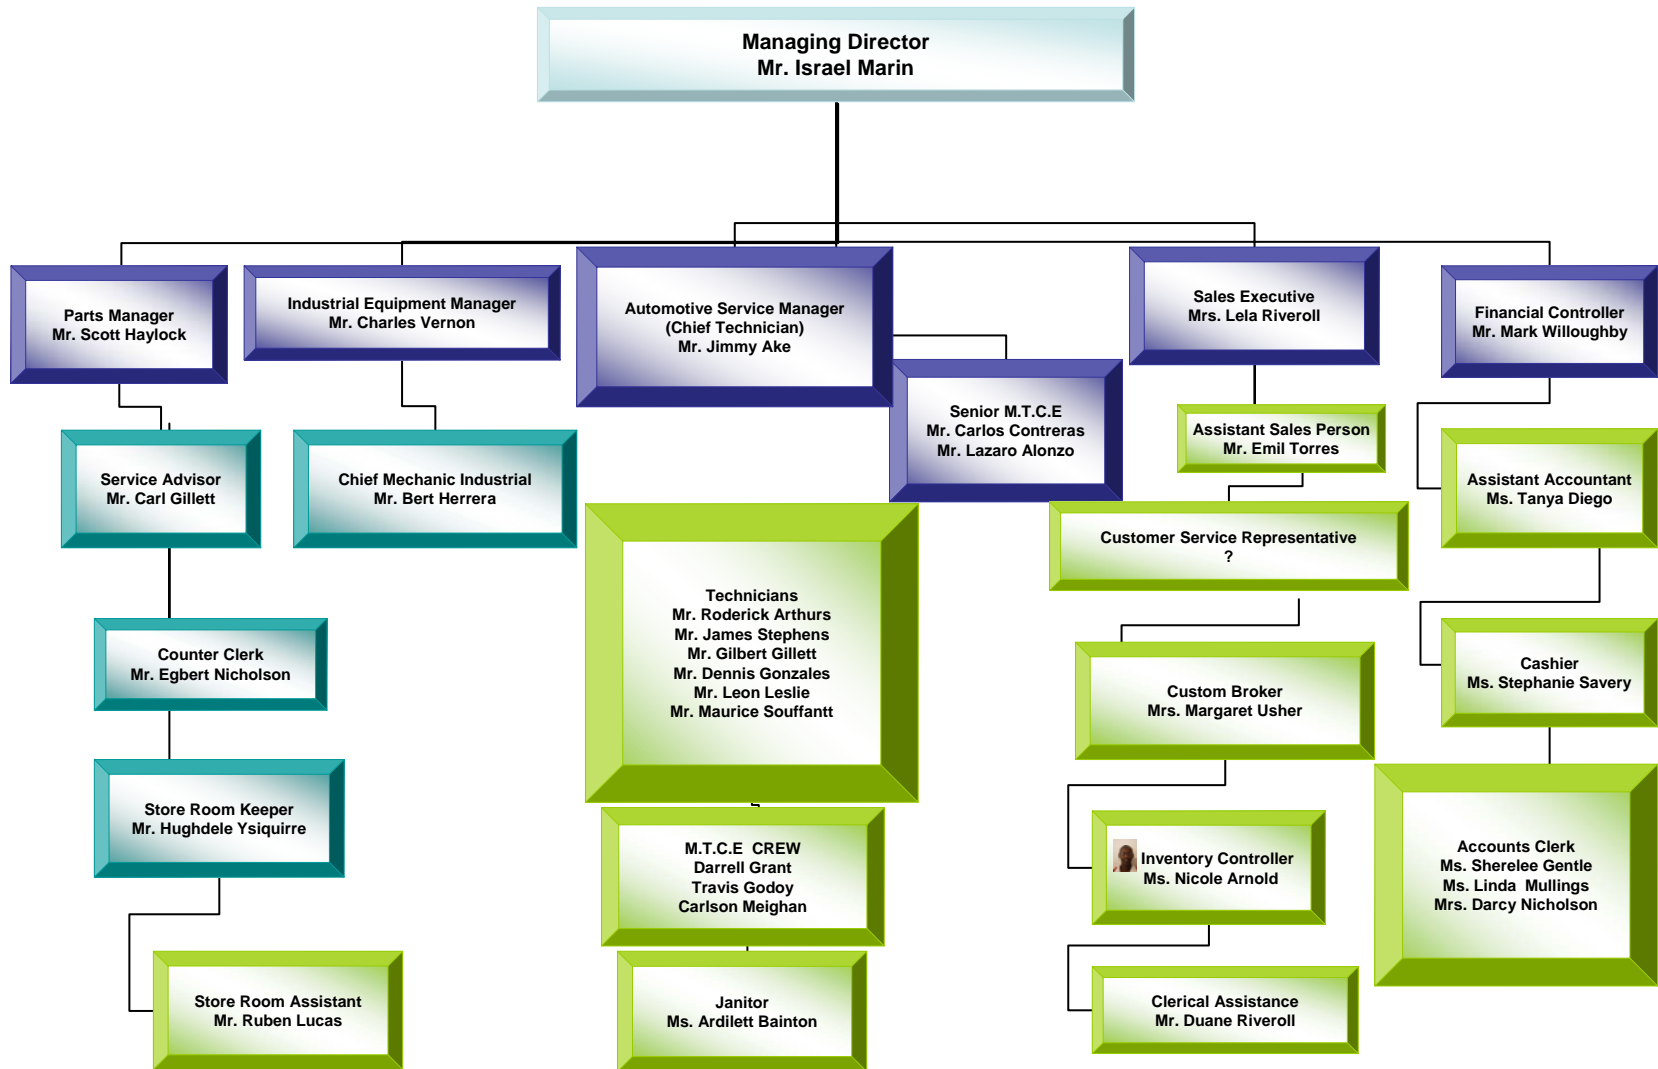 Managing Director
Mr. Israel Marin
Parts Manager
Mr. Scott Haylock
Industrial Equipment Manager
Mr. Charles Vernon
Automotive Service Manager
(Chief Technician)
Mr. Jimmy Ake
Sales Executive
Mrs. Lela Riveroll
Financial Controller
Mr. Mark Willoughby
Senior M.T.C.E
Mr. Carlos Contreras
Mr. Lazaro Alonzo
Service Advisor
Mr. Carl Gillett
Chief Mechanic Industrial
Mr. Bert Herrera
Assistant Sales Person
Mr. Emil Torres
Assistant Accountant
Ms. Tanya Diego
Customer Service Representative
?
Technicians
Mr. Roderick Arthurs
Mr. James Stephens
Mr. Gilbert Gillett
Mr. Dennis Gonzales
Mr. Leon Leslie
Mr. Maurice Souffantt
Counter Clerk
Mr. Egbert Nicholson
Custom Broker
Mrs. Margaret Usher
Cashier
Ms. Stephanie Savery
Store Room Keeper
Mr. Hughdele Ysiquirre
M.T.C.E  CREW
Darrell Grant
Travis Godoy
Carlson Meighan
Inventory Controller
Ms. Nicole Arnold
Accounts Clerk
Ms. Sherelee Gentle
Ms. Linda  Mullings
Mrs. Darcy Nicholson
Store Room Assistant
Mr. Ruben Lucas
Janitor
Ms. Ardilett Bainton
Clerical Assistance
Mr. Duane Riveroll